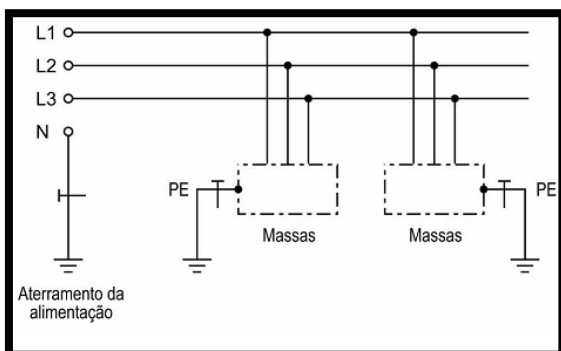 L1
L2
L3
N
PE
PE
Massas
Massas
Aterramento da
alimentação